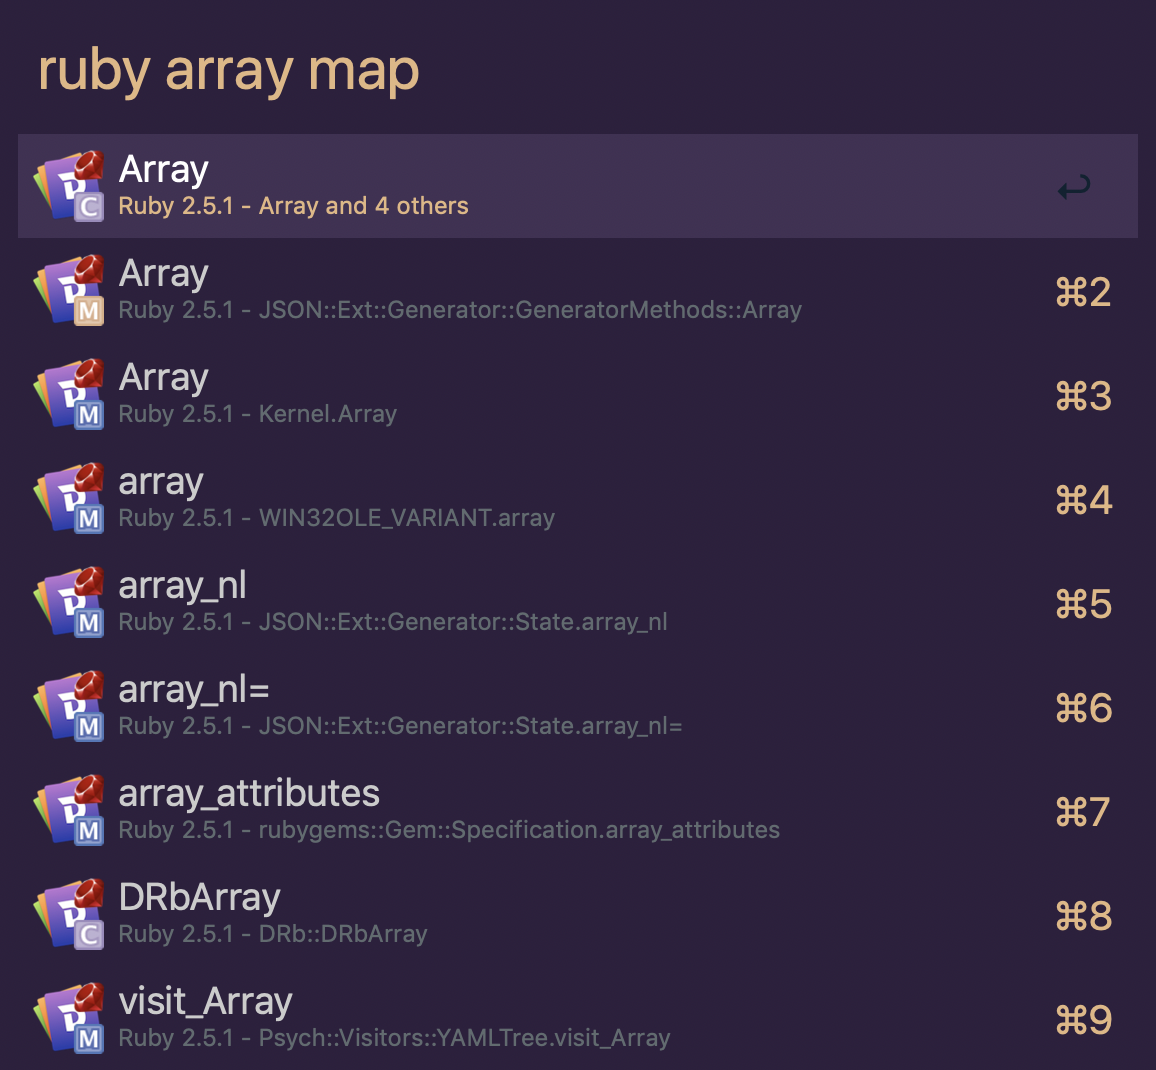 ruby array map
Array
Ruby 2.5.1 - Array and 4 others
C
Array
Ruby 2.5.1 - JSON::Ext::Generator::GeneratorMethods::Array
M
⌘2
Array
Ruby 2.5.1 - Kernel.Array
M
⌘3
array
Ruby 2.5.1 - WIN32OLE_VARIANT.array
M
⌘4
array_nl
Ruby 2.5.1 - JSON::Ext::Generator::State.array_nl
M
⌘5
array_nl=
Ruby 2.5.1 - JSON::Ext::Generator::State.array_nl=
M
⌘6
array_attributes
Ruby 2.5.1 - rubygems::Gem::Specification.array_attributes
M
⌘7
DRbArray
Ruby 2.5.1 - DRb::DRbArray
C
⌘8
visit_Array
Ruby 2.5.1 - Psych::Visitors::YAMLTree.visit_Array
M
⌘9